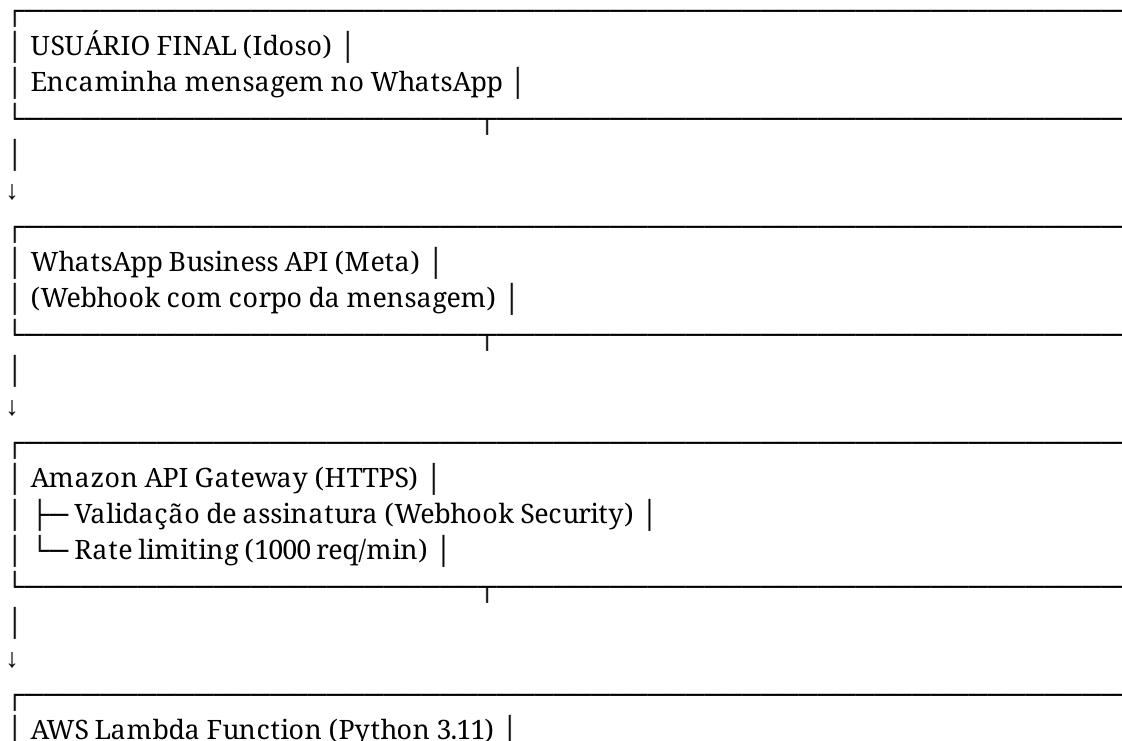 ┌──────────────────────────────────────────────
│ USUÁRIO FINAL (Idoso) │
│ Encaminha mensagem no WhatsApp │
└───────────────────┬──────────────────────────
│
↓
┌──────────────────────────────────────────────
│ WhatsApp Business API (Meta) │
│ (Webhook com corpo da mensagem) │
└───────────────────┬──────────────────────────
│
↓
┌──────────────────────────────────────────────
│ Amazon API Gateway (HTTPS) │
│ ├─ Validação de assinatura (Webhook Security) │
│ └─ Rate limiting (1000 req/min) │
└───────────────────┬──────────────────────────
│
↓
┌──────────────────────────────────────────────
│ AWS Lambda Function (Python 3.11) │